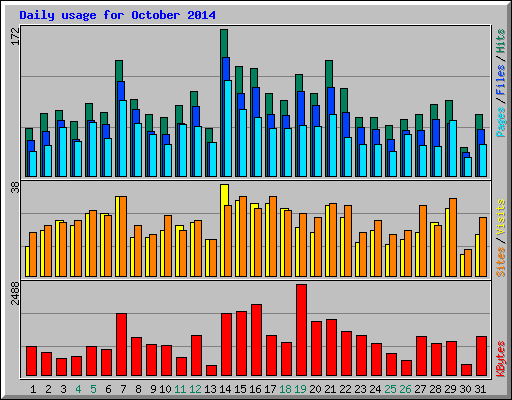 Daily usage for October 2014
172
Pages / Files / Hits
38
Sites / Visits
2488
KBytes
1 2 3 4 5 6 7 8 9 10 11 12 13 14 15 16 17 18 19 20 21 22 23 24 25 26 27 28 29 30 31